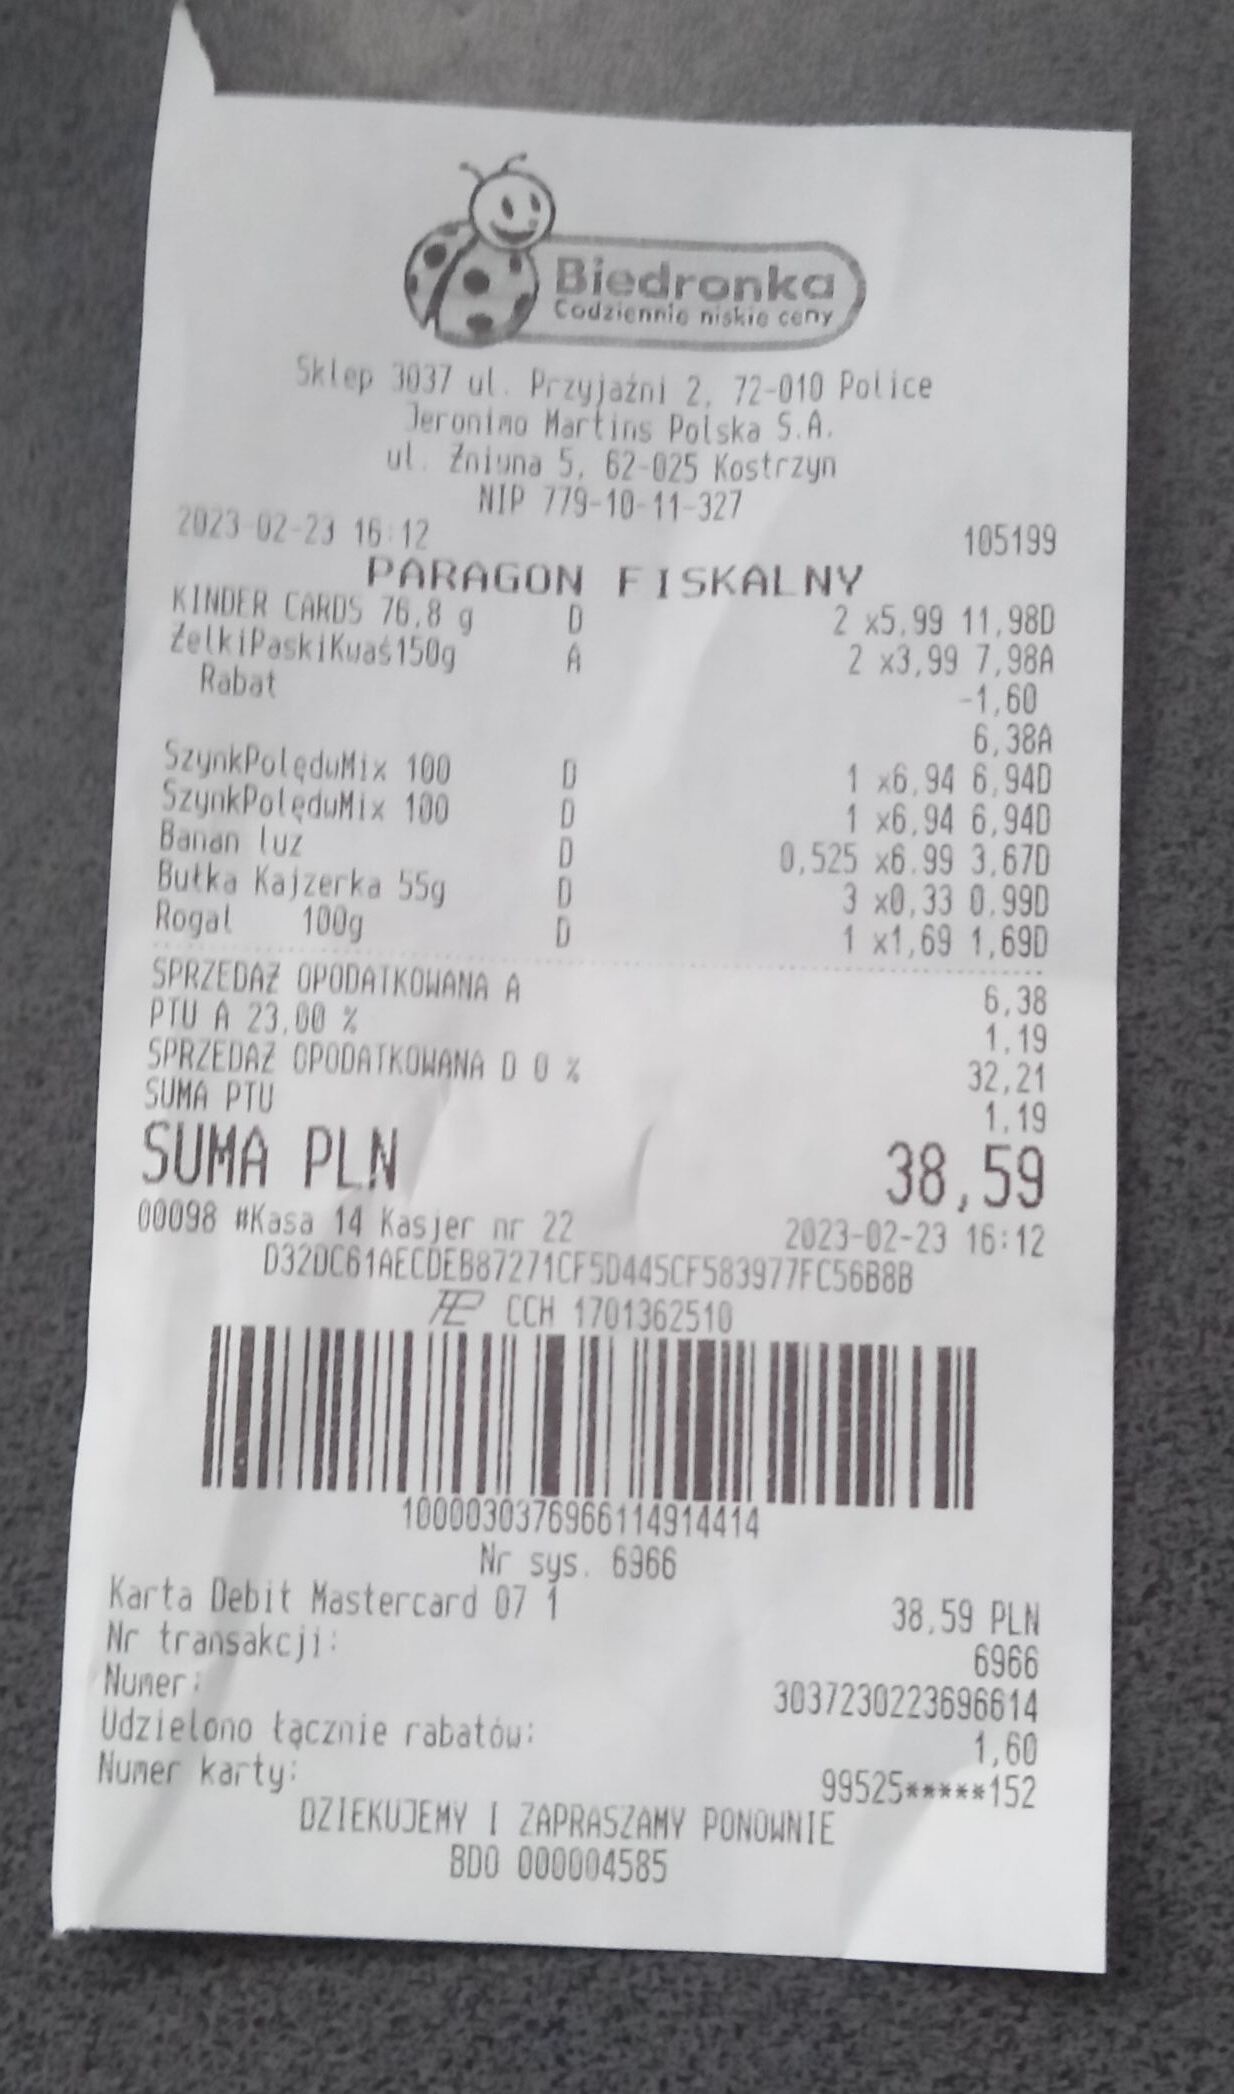 Biedronka
Codziennie niskie ceny
Sklep 3037 ul. Przyjaźni 2, 72-010 Police
Jeronimo Martins Polska S.A.
ul. Żniwna 5, 62-025 Kostrzyn
NIP 779-10-11-327
2023-02-23 16:12 105199
PARAGON FISKALNY
KINDER CARDS 76,8 g D 2 x5,99 11,98D
ŻelkiPaskiKwaś150g A 2 x3,99 7,98A
Rabat -1,60
6,38A
SzynkPolędwMix 100 D 1 x6,94 6,94D
SzynkPolędwMix 100 D 1 x6,94 6,94D
Banan luz D 0,525 x6,99 3,67D
Bułka Kajzerka 55g D 3 x0,33 0,99D
Rogal 100g D 1 x1,69 1,69D
SPRZEDAŻ OPODATKOWANA A 6,38
PTU A 23,00 % 1,19
SPRZEDAŻ OPODATKOWANA D 0 % 32,21
SUMA PTU 1,19
SUMA PLN 38,59
00098 #Kasa 14 Kasjer nr 22 2023-02-23 16:12
D32DC61AECDEB87271CF5D445CF583977FC56B8B
CCH 1701362510
1000030376966114914414
Nr sys. 6966
Karta Debit Mastercard 07 1 38,59 PLN
Nr transakcji: 6966
Numer: 3037230223696614
Udzielono łącznie rabatów: 1,60
Numer karty: 99525*****152
DZIEKUJEMY I ZAPRASZAMY PONOWNIE
BDO 000004585